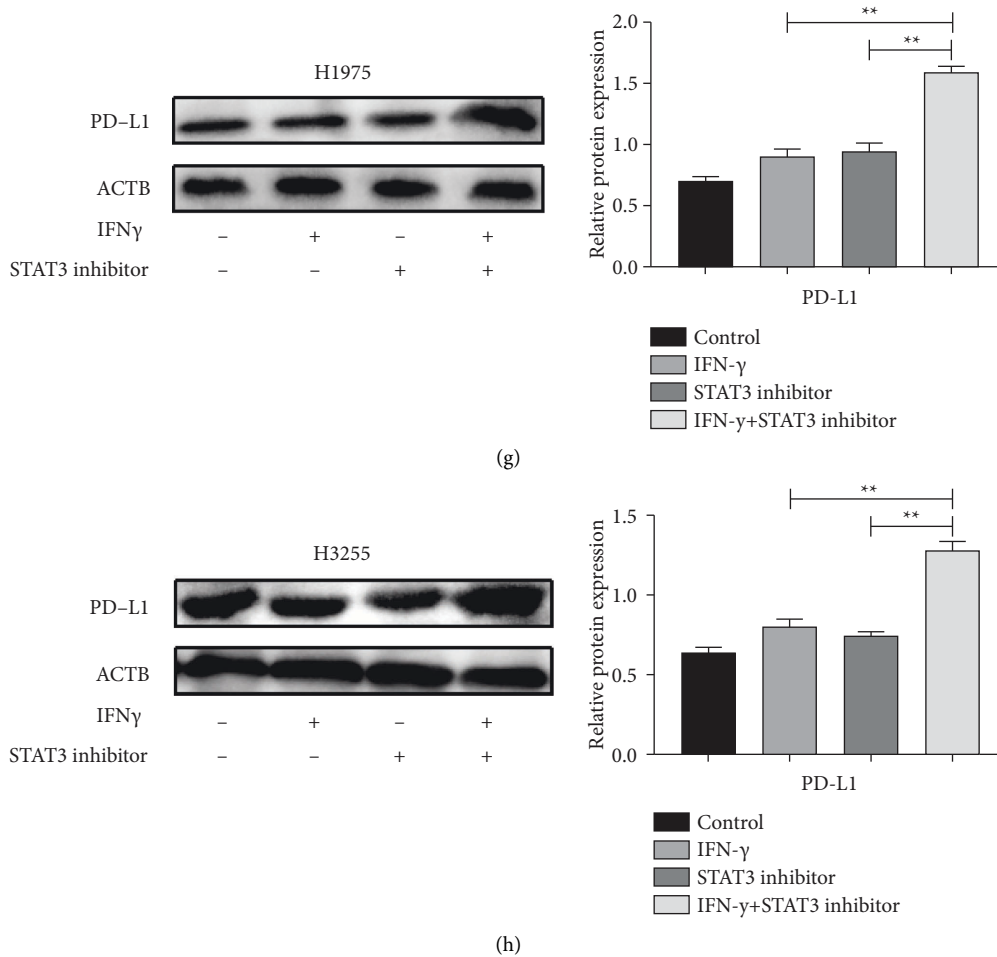 H1975
PD–L1
ACTB
IFNγ – + – +
STAT3 inhibitor – – + +
Relative protein expression
2.0
1.5
1.0
0.5
0.0
** 
**
PD-L1
Control
IFN-γ
STAT3 inhibitor
IFN-y+STAT3 inhibitor
(g)
H3255
PD–L1
ACTB
IFNγ – + – +
STAT3 inhibitor – – + +
Relative protein expression
1.5
1.0
0.5
0.0
**
**
PD-L1
Control
IFN-γ
STAT3 inhibitor
IFN-y+STAT3 inhibitor
(h)